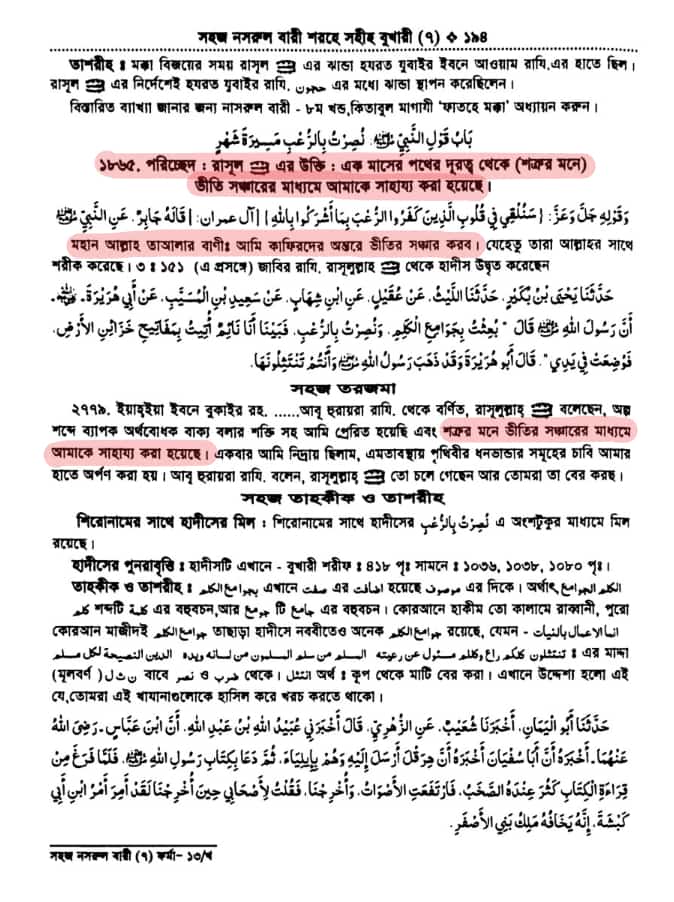 সহজ নসরুল বারী শরহে সহীহ বুখারী (৭) ❖ ১৯৪
তাশরীহ : মক্কা বিজয়ের সময় রাসূল ﷺ এর ঝান্ডা হযরত যুবাইর ইবনে আওয়াম রাযি.এর হাতে ছিল।
রাসূল ﷺ এর নির্দেশেই হযরত যুবাইর রাযি. حجون এর মধ্যে ঝান্ডা স্থাপন করেছিলেন।
বিস্তারিত ব্যাখ্যা জানার জন্য নাসরুল বারী - ৮ম খন্ড,কিতাবুল মাগাযী ‘ফাতহে মক্কা’ অধ্যায়ন করুন।
بَابُ قَوْلِ النَّبِيِّ ﷺ: نُصِرْتُ بِالرُّعْبِ مَسِيرَةَ شَهْرٍ
১৮৬৫. পরিচ্ছেদ : রাসূল ﷺ এর উক্তি : এক মাসের পথের দূরত্ব থেকে (শত্রুর মনে)
ভীতি সঞ্চারের মাধ্যমে আমাকে সাহায্য করা হয়েছে।
وَقَوْلِهِ جَلَّ وَعَزَّ: {سَنُلْقِي فِي قُلُوبِ الَّذِينَ كَفَرُوا الرُّعْبَ بِمَا أَشْرَكُوا بِاللهِ} [آل عمران: ] قَالَهُ جَابِرٌ. عَنِ النَّبِيِّ ﷺ
মহান আল্লাহ তাআলার বাণীঃ আমি কাফিরদের অন্তরে ভীতির সঞ্চার করব। যেহেতু তারা আল্লাহর সাথে
শরীক করেছে। ৩ : ১৫১ (এ প্রসঙ্গে) জাবির রাযি. রাসূলুল্লাহ ﷺ থেকে হাদীস উদ্বৃত করেছেন
حَدَّثَنَا يَحْيَى بْنُ بُكَيْرٍ. حَدَّثَنَا اللَّيْثُ. عَنْ عُقَيْلٍ. عَنِ ابْنِ شِهَابٍ. عَنْ سَعِيدِ بْنِ الْمُسَيَّبِ. عَنْ أَبِي هُرَيْرَةَ -ﷺ-
أَنَّ رَسُولَ اللهِ ﷺ قَالَ " بُعِثْتُ بِجَوَامِعِ الْكَلِمِ. وَنُصِرْتُ بِالرُّعْبِ. فَبَيْنَا أَنَا نَائِمٌ أُتِيتُ بِمَفَاتِيحِ خَزَائِنِ الْأَرْضِ.
فَوُضِعَتْ فِي يَدِي". قَالَ أَبُو هُرَيْرَةَ وَقَدْ ذَهَبَ رَسُولُ اللهِ ﷺ وَأَنْتُمْ تَنْتَثِلُونَهَا.
সহজ তরজমা
২৭৭৯. ইয়াহ্ইয়া ইবনে বুকাইর রহ. ......আবূ হুরায়রা রাযি. থেকে বর্ণিত, রাসূলুল্লাহ্ ﷺ বলেছেন, অল্প
শব্দে ব্যাপক অর্থবোধক বাক্য বলার শক্তি সহ আমি প্রেরিত হয়েছি এবং শত্রুর মনে ভীতির সঞ্চারের মাধ্যমে
আমাকে সাহায্য করা হয়েছে। একবার আমি নিদ্রায় ছিলাম, এমতাবস্থায় পৃথিবীর ধনভান্ডার সমূহের চাবি আমার
হাতে অর্পণ করা হয়। আবূ হুরায়রা রাযি. বলেন, রাসূলুল্লাহ্ ﷺ তো চলে গেছেন আর তোমরা তা বের করছ।
সহজ তাহকীক ও তাশরীহ
শিরোনামের সাথে হাদীসের মিল : শিরোনামের সাথে হাদীসের نُصِرْتُ بِالرُّعْبِ এ অংশটুকুর মাধ্যমে মিল
রয়েছে।
হাদীসের পুনরাবৃত্তি : হাদীসটি এখানে - বুখারী শরীফ : ৪১৮ পৃঃ সামনে : ১০৩৬, ১০৩৮, ১০৮০ পৃঃ।
তাহকীক ও তাশরীহ : بجوامع الكلم এখানে صفت এর اضافت হয়েছে موصوف এর দিকে। অর্থাৎ الكلم الجوامع
كلم শব্দটি كلمة এর বহুবচন,আর جوامع টি جامع এর বহুবচন। কোরআনে হাকীম তো কালামে রাব্বানী, পুরো
কোরআন মাজীদই جوامع الكلم তাছাড়া হাদীসে নববীতেও অনেক جوامع الكلم রয়েছে, যেমন - انما الاعمال بالنيات
الدين النصيحة لكل مسلم المسلم من سلم المسلمون من لسانه ويده كلكم راع وكلكم مسئول عن رعيته : تنتثلون এর মাদ্দা
(মূলবর্ণ) ن ث ل বাবে نصر ও ضرب থেকে। انتثل অর্থ : কূপ থেকে মাটি বের করা। এখানে উদ্দেশ্য হলো এই
যে,তোমরা এই খাযানাগুলোকে হাসিল করে খরচ করতে থাকো।
حَدَّثَنَا أَبُو الْيَمَانِ. أَخْبَرَنَا شُعَيْبٌ. عَنِ الزُّهْرِيِّ. قَالَ أَخْبَرَنِي عُبَيْدُ اللهِ بْنُ عَبْدِ اللهِ. أَنَّ ابْنَ عَبَّاسٍ - رَضِيَ اللهُ
عَنْهُمَا - أَخْبَرَهُ أَنَّ أَبَا سُفْيَانَ أَخْبَرَهُ أَنَّ هِرَقْلَ أَرْسَلَ إِلَيْهِ وَهُمْ بِإِيلِيَاءَ، ثُمَّ دَعَا بِكِتَابِ رَسُولِ اللهِ ﷺ، فَلَمَّا فَرَغَ مِنْ
قِرَاءَةِ الْكِتَابِ كَثُرَ عِنْدَهُ الصَّخَبُ، فَارْتَفَعَتِ الْأَصْوَاتُ، وَأُخْرِجْنَا، فَقُلْتُ لِأَصْحَابِي حِينَ أُخْرِجْنَا لَقَدْ أَمِرَ أَمْرُ ابْنِ أَبِي
كَبْشَةَ. إِنَّهُ يَخَافُهُ مَلِكُ بَنِي الْأَصْفَرِ.
সহজ নসরুল বারী (৭) ফর্মা- ১৩/খ